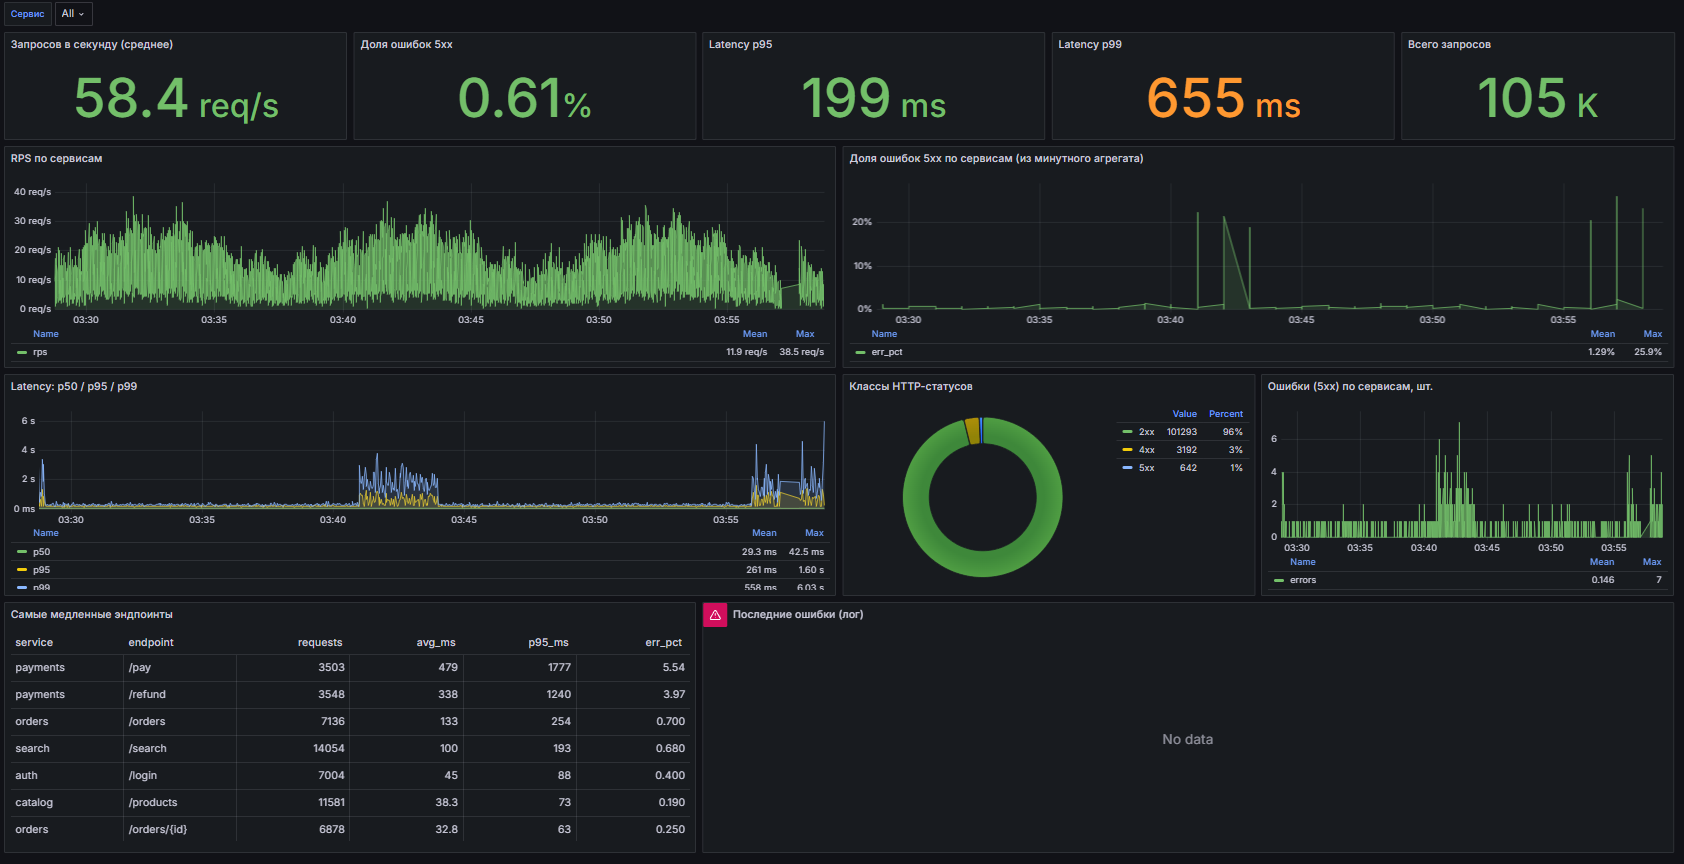 Сервис All
Запросов в секунду (среднее)
58.4 req/s
Доля ошибок 5xx
0.61%
Latency p95
199 ms
Latency p99
655 ms
Всего запросов
105 K
RPS по сервисам
40 req/s
30 req/s
20 req/s
10 req/s
0 req/s
03:30 03:35 03:40 03:45 03:50 03:55
Name Mean Max
rps 11.9 req/s 38.5 req/s
Доля ошибок 5xx по сервисам (из минутного агрегата)
20%
10%
0%
03:30 03:35 03:40 03:45 03:50 03:55
Name Mean Max
err_pct 1.29% 25.9%
Latency: p50 / p95 / p99
6 s
4 s
2 s
0 ms
03:30 03:35 03:40 03:45 03:50 03:55
Name Mean Max
p50 29.3 ms 42.5 ms
p95 261 ms 1.60 s
p99 558 ms 6.03 s
Классы HTTP-статусов
Value Percent
2xx 101293 96%
4xx 3192 3%
5xx 642 1%
Ошибки (5xx) по сервисам, шт.
6
4
2
0
03:30 03:35 03:40 03:45 03:50 03:55
Name Mean Max
errors 0.146 7
Самые медленные эндпоинты
service endpoint requests avg_ms p95_ms err_pct
payments /pay 3503 479 1777 5.54
payments /refund 3548 338 1240 3.97
orders /orders 7136 133 254 0.700
search /search 14054 100 193 0.680
auth /login 7004 45 88 0.400
catalog /products 11581 38.3 73 0.190
orders /orders/{id} 6878 32.8 63 0.250
Последние ошибки (лог)
No data